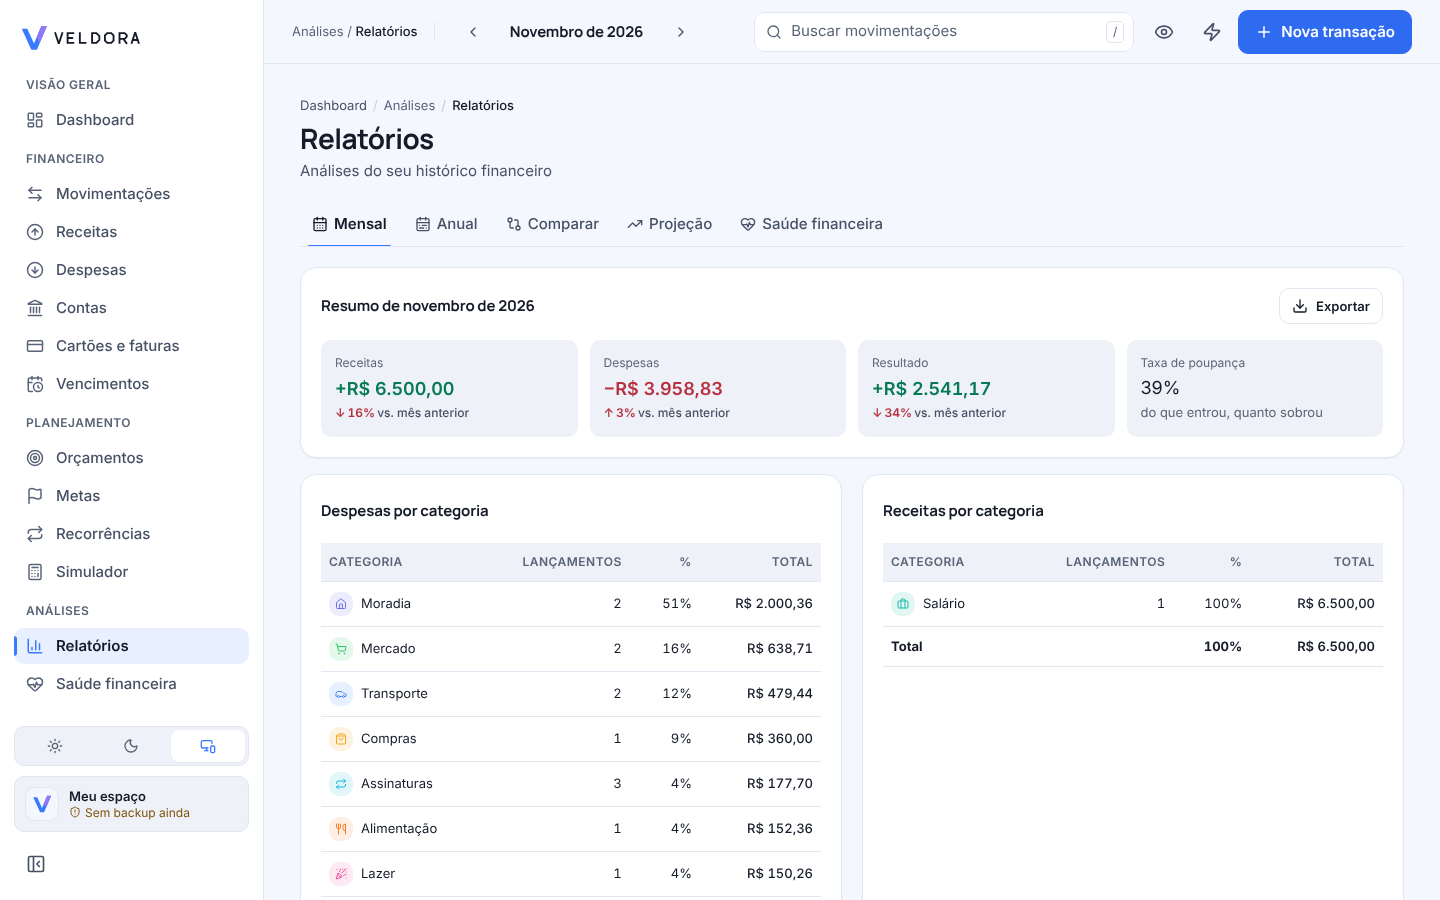 VELDORA
VISÃO GERAL
Dashboard
FINANCEIRO
Movimentações
Receitas
Despesas
Contas
Cartões e faturas
Vencimentos
PLANEJAMENTO
Orçamentos
Metas
Recorrências
Simulador
ANÁLISES
Relatórios
Saúde financeira
Meu espaço
Sem backup ainda
Análises / Relatórios
Novembro de 2026
Buscar movimentações /
+ Nova transação
Dashboard / Análises / Relatórios
Relatórios
Análises do seu histórico financeiro
Mensal Anual Comparar Projeção Saúde financeira
Resumo de novembro de 2026
Exportar
Receitas
+R$ 6.500,00
↓ 16% vs. mês anterior
Despesas
−R$ 3.958,83
↑ 3% vs. mês anterior
Resultado
+R$ 2.541,17
↓ 34% vs. mês anterior
Taxa de poupança
39%
do que entrou, quanto sobrou
Despesas por categoria
CATEGORIA LANÇAMENTOS % TOTAL
Moradia 2 51% R$ 2.000,36
Mercado 2 16% R$ 638,71
Transporte 2 12% R$ 479,44
Compras 1 9% R$ 360,00
Assinaturas 3 4% R$ 177,70
Alimentação 1 4% R$ 152,36
Lazer 1 4% R$ 150,26
Receitas por categoria
CATEGORIA LANÇAMENTOS % TOTAL
Salário 1 100% R$ 6.500,00
Total 100% R$ 6.500,00